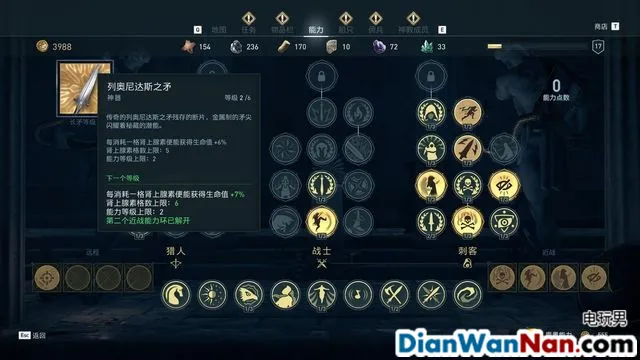 Q 地图 任务 物品栏 能力 船只 佣兵 神教成员 E
商店 T
3988 154 236 170 10 72 33 17
列奥尼达斯之矛
神器 等级 2/6
传奇的列奥尼达斯之矛残存的断片，金属制的矛尖
闪耀着秘藏的潜能。
每消耗一格肾上腺素便能获得生命值 +6%
肾上腺素格数上限：5
能力等级上限：2
下一个等级
每消耗一格肾上腺素便能获得生命值 +7%
肾上腺素格数上限：6
能力等级上限：2
第二个近战能力环已解开
长矛等级
0
能力点数
远程 猎人 战士 刺客 近战
Esc 返回
电玩男
DianWanNan.com